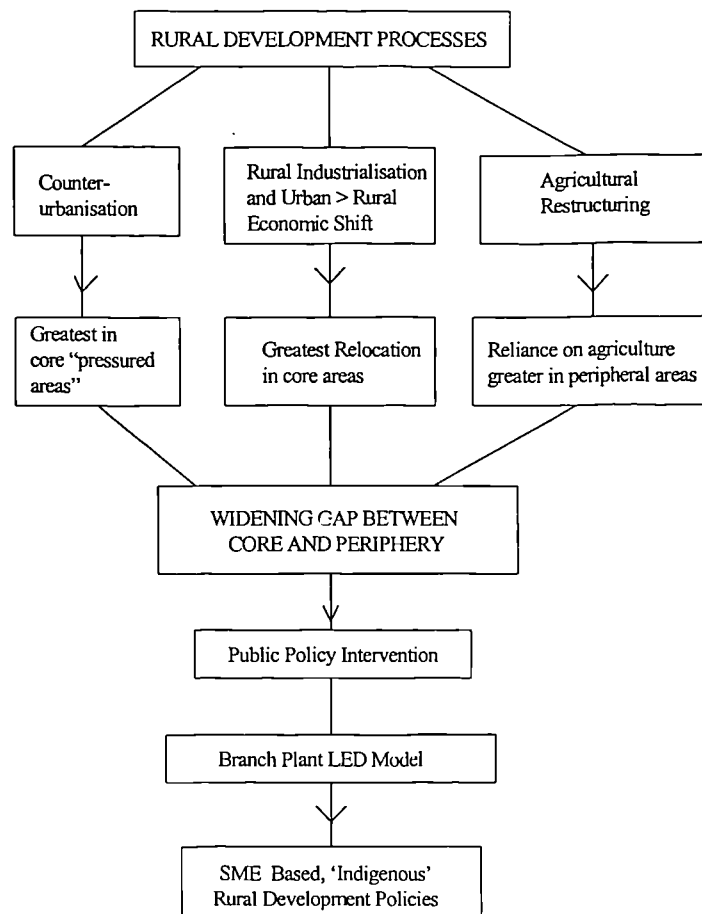 RURAL DEVELOPMENT PROCESSES
Counter-
urbanisation
Rural Industrialisation
and Urban > Rural
Economic Shift
Agricultural
Restructuring
Greatest in
core “pressured
areas”
Greatest Relocation
in core areas
Reliance on agriculture
greater in peripheral areas
WIDENING GAP BETWEEN
CORE AND PERIPHERY
Public Policy Intervention
Branch Plant LED Model
SME Based, ‘Indigenous’
Rural Development Policies